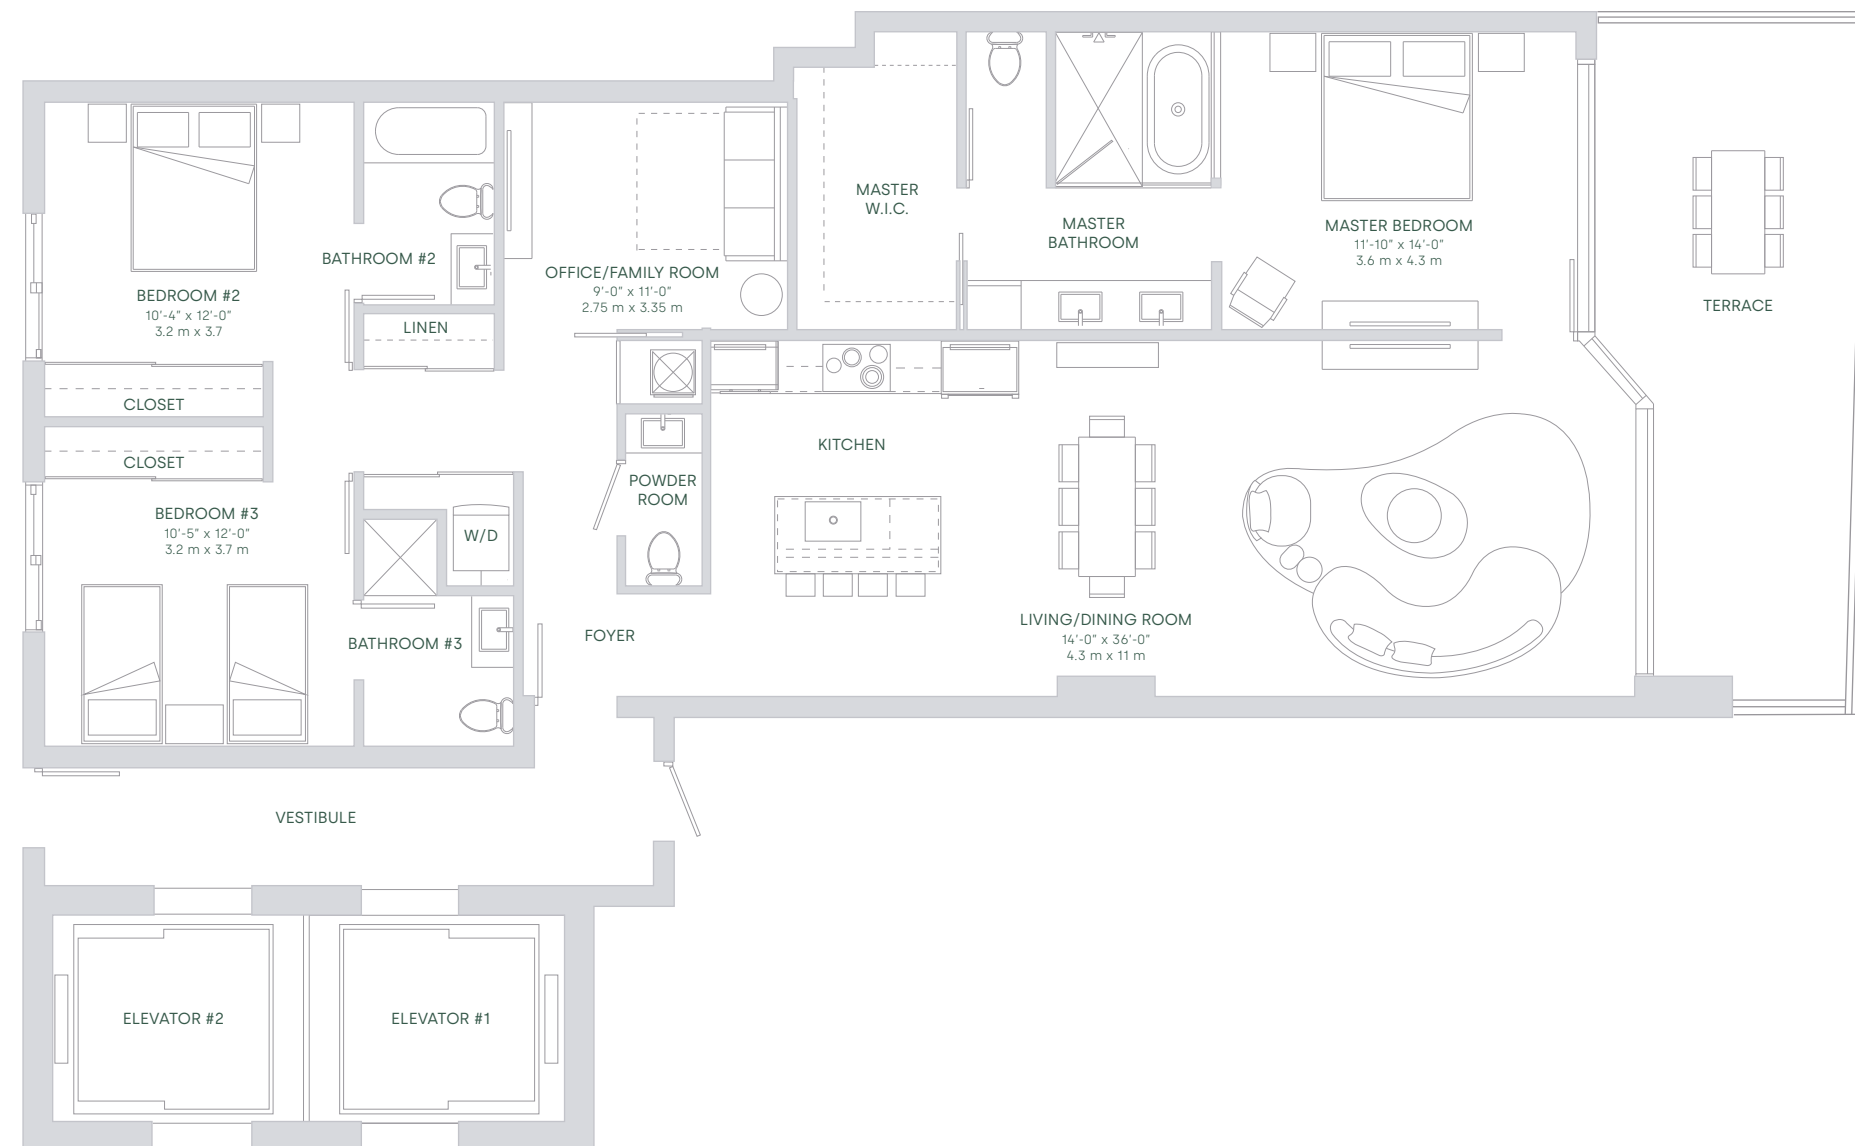 MASTER
W.I.C.
MASTER
BATHROOM
MASTER BEDROOM
11'-10" x 14'-0"
3.6 m x 4.3 m
TERRACE
BATHROOM #2
OFFICE/FAMILY ROOM
9'-0" x 11'-0"
2.75 m x 3.35 m
BEDROOM #2
10'-4" x 12'-0"
3.2 m x 3.7
LINEN
CLOSET
CLOSET
KITCHEN
POWDER
ROOM
BEDROOM #3
10'-5" x 12'-0"
3.2 m x 3.7 m
W/D
BATHROOM #3
FOYER
LIVING/DINING ROOM
14'-0" x 36'-0"
4.3 m x 11 m
VESTIBULE
ELEVATOR #2
ELEVATOR #1